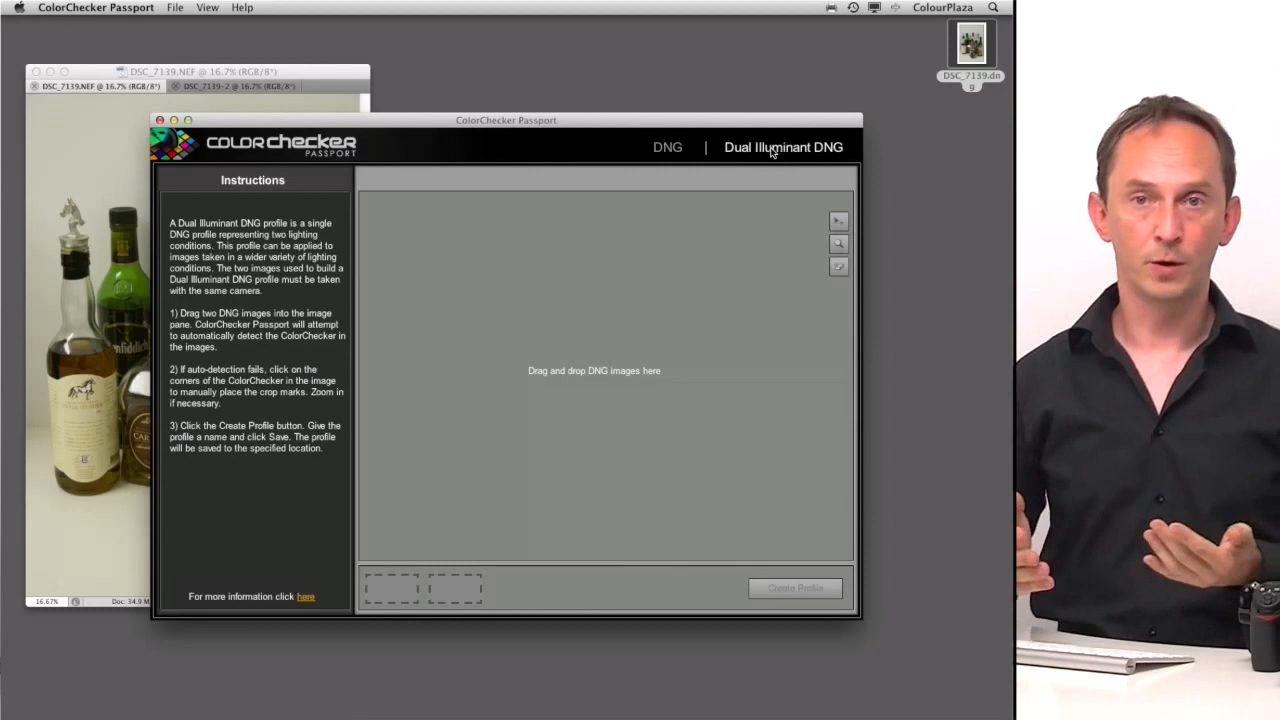 ColorChecker Passport File View Help
ColourPlaza
DSC_7139.dn
g
DSC_7139.NEF @ 16.7% (RGB/8*)
DSC_7139.NEF @ 16.7% (RGB/8*)
DSC_7139-2 @ 16.7% (RGB/8*)
ColorChecker Passport
COLORCHECKER
PASSPORT
DNG | Dual Illuminant DNG
Instructions
A Dual Illuminant DNG profile is a single
DNG profile representing two lighting
conditions. This profile can be applied to
images taken in a wider variety of lighting
conditions. The two images used to build a
Dual Illuminant DNG profile must be taken
with the same camera.
1) Drag two DNG images into the image
pane. ColorChecker Passport will attempt
to automatically detect the ColorChecker in
the images.
2) If auto-detection fails, click on the
corners of the ColorChecker in the image
to manually place the crop marks. Zoom in
if necessary.
3) Click the Create Profile button. Give the
profile a name and click Save. The profile
will be saved to the specified location.
For more information click here
Drag and drop DNG images here
Create Profile
16.67%
Doc: 34.9 M